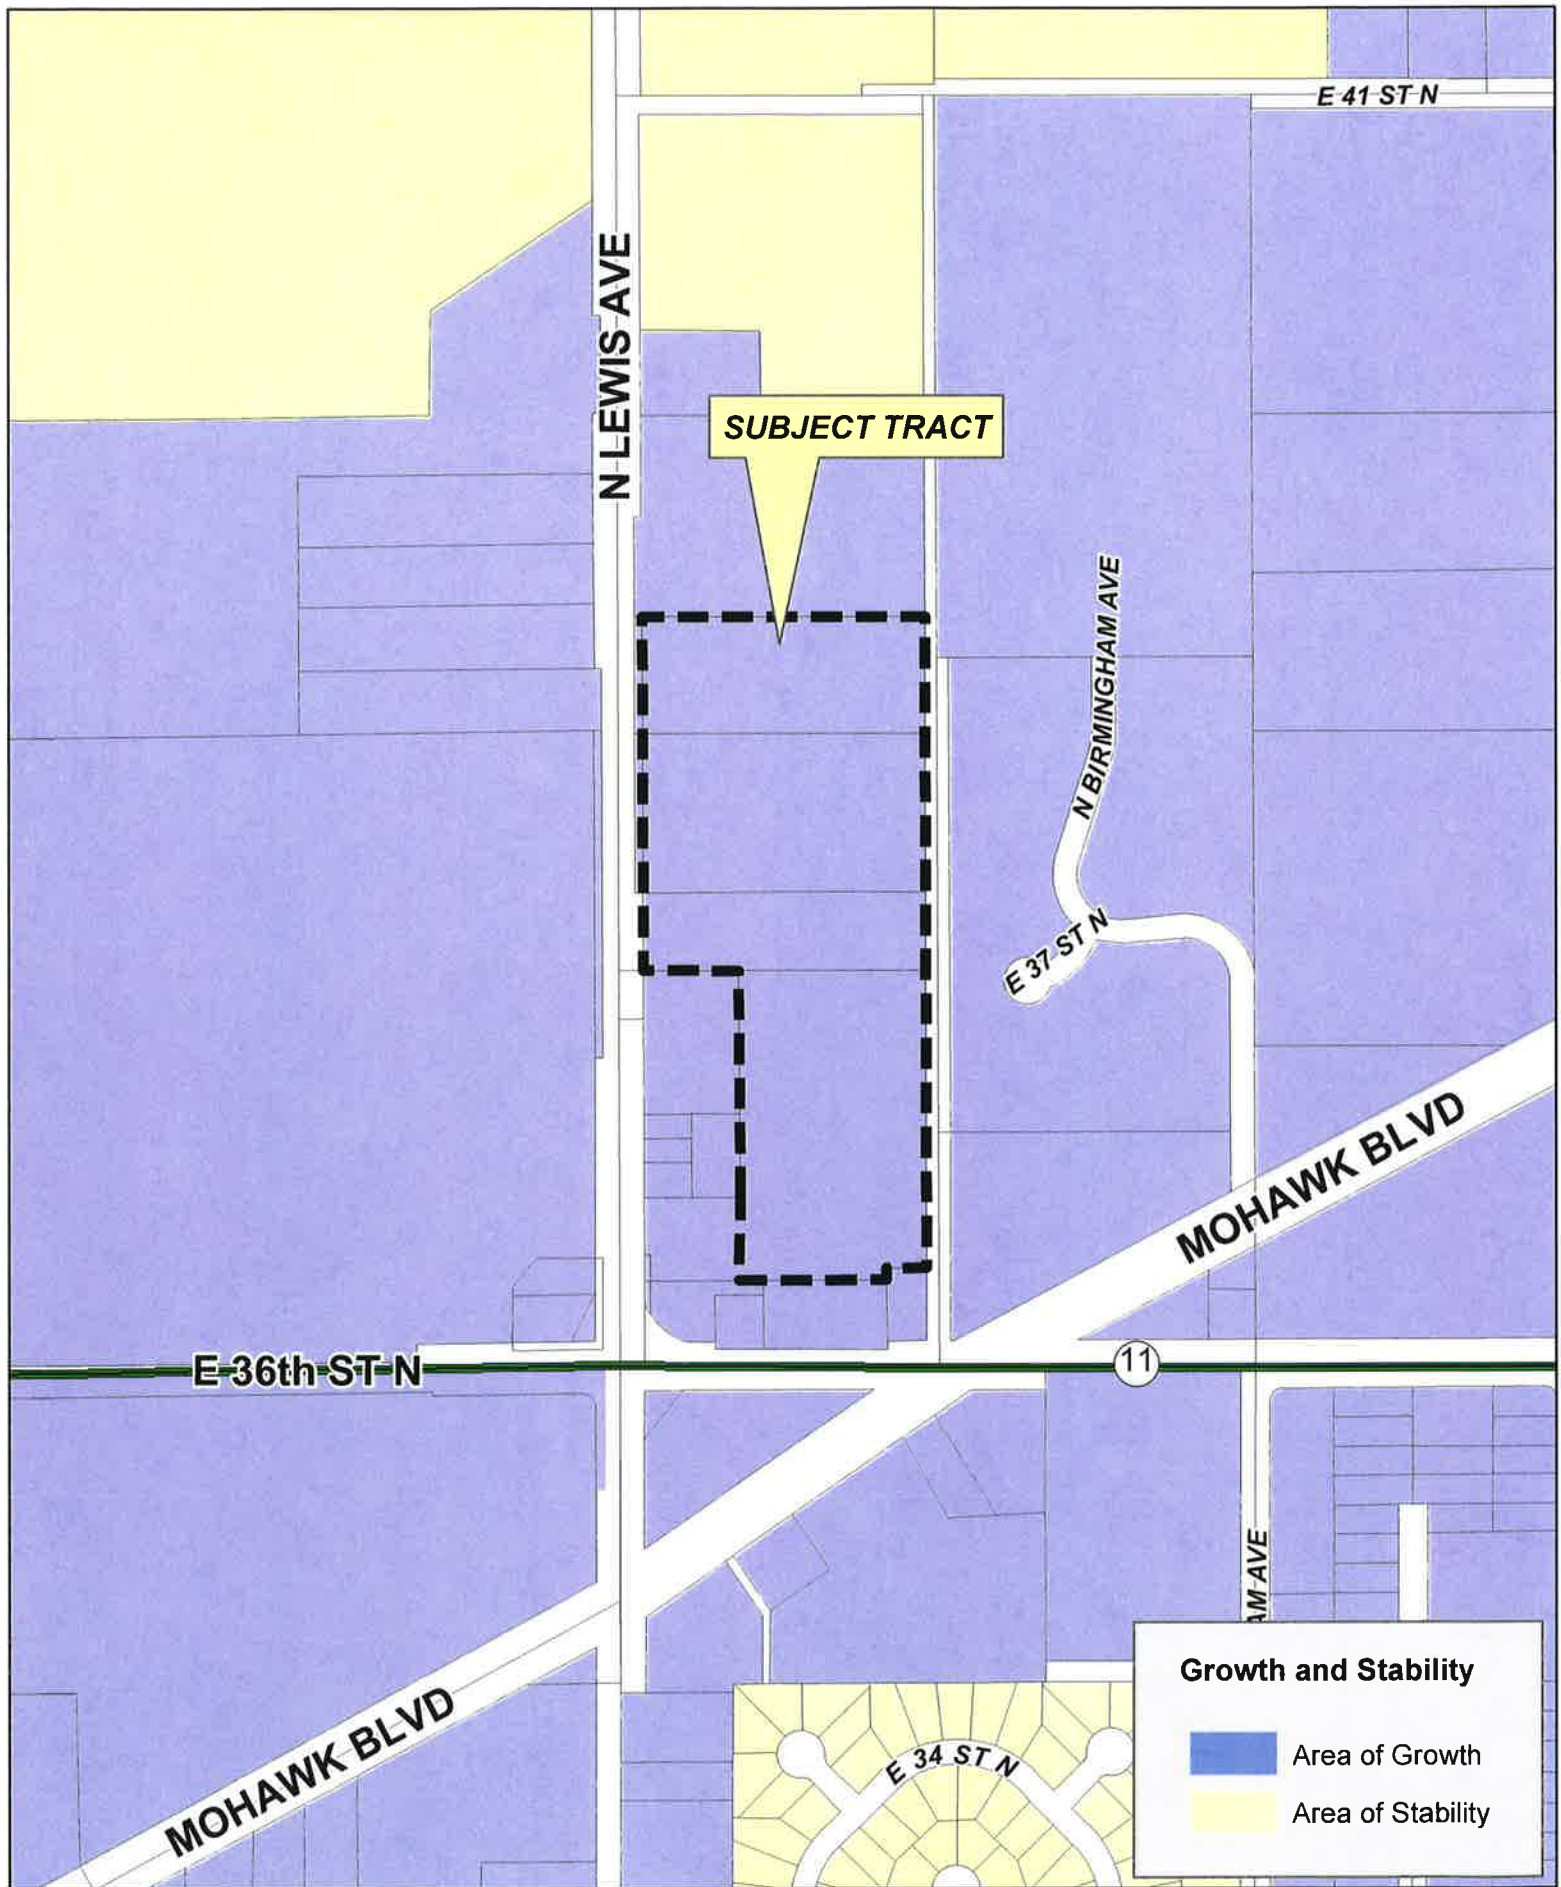 E 41 ST N
N LEWIS AVE
SUBJECT TRACT
N BIRMINGHAM AVE
E 37 ST N
MOHAWK BLVD
E 36th ST N
11
AM AVE
Growth and Stability
Area of Growth
Area of Stability
MOHAWK BLVD
E 34 ST N